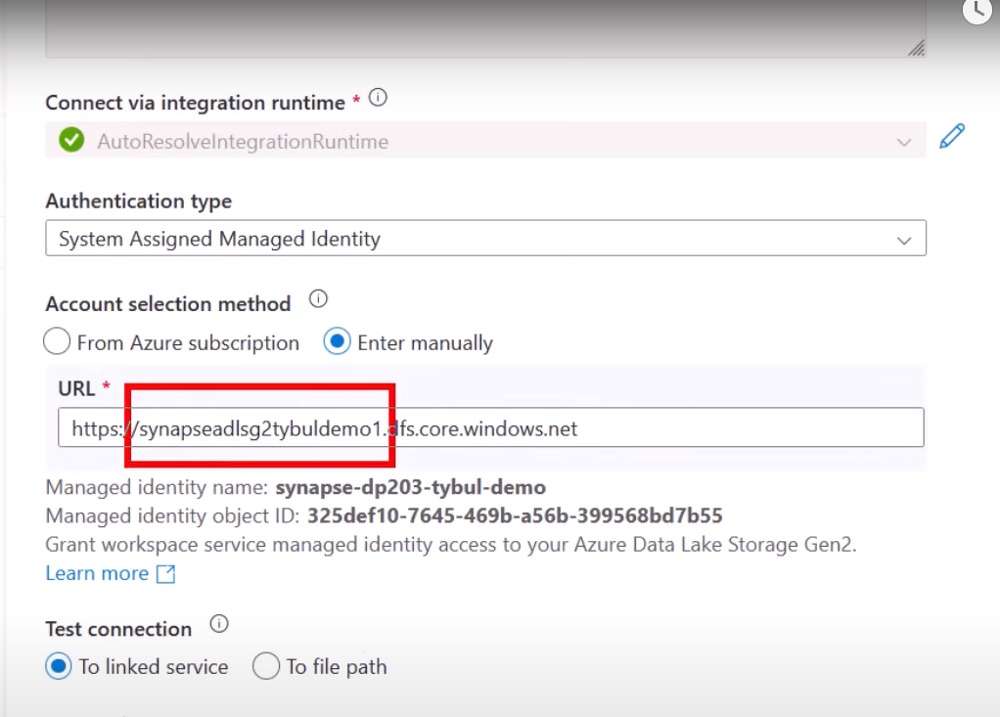 Connect via integration runtime *
AutoResolveIntegrationRuntime
Authentication type
System Assigned Managed Identity
Account selection method
From Azure subscription Enter manually
URL *
https://synapseadlsg2tybuldemo1.dfs.core.windows.net
Managed identity name: synapse-dp203-tybul-demo
Managed identity object ID: 325def10-7645-469b-a56b-399568bd7b55
Grant workspace service managed identity access to your Azure Data Lake Storage Gen2.
Learn more
Test connection
To linked service To file path